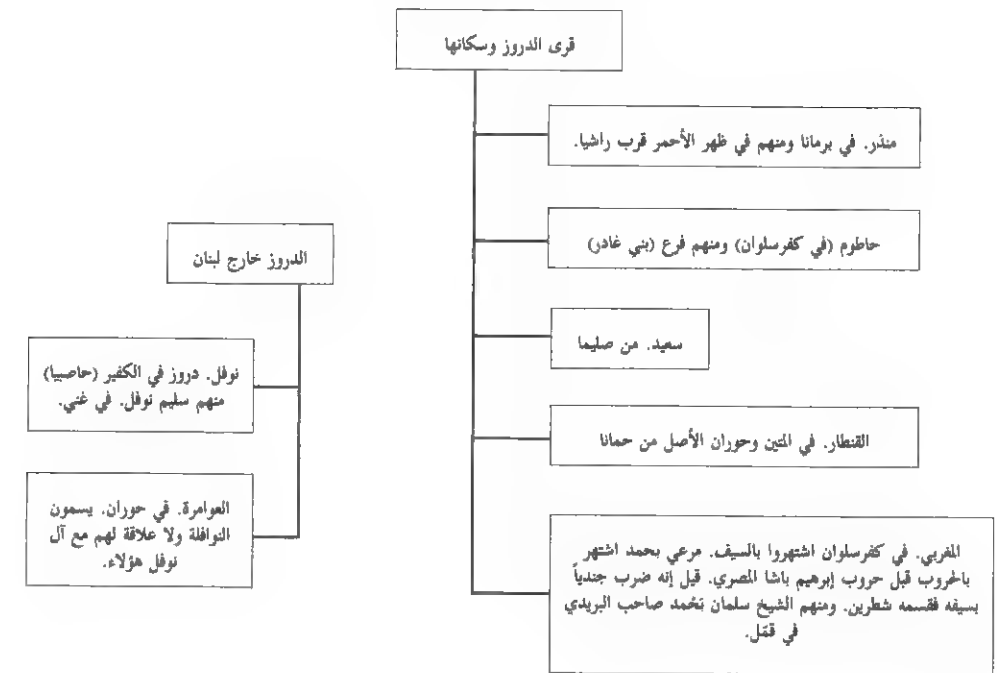 قرى الدروز وسكانها
منذر. في برمانا ومنهم في ظهر الأحمر قرب راشيا.
حاطوم (في كفرسلوان) ومنهم فرع (بني غادر)
سعيد. من صليما
القنطار. في المتين وحوران الأصل من حمانا
المغربي. في كفرسلوان اشتهروا بالسيف. مرعي بحمد اشتهر
بالحروب قبل حروب إبرهيم باشا المصري. قيل إنه ضرب جندياً
بسيفه فقسمه شطرين. ومنهم الشيخ سلمان تحمد صاحب البريدي
في قتل.
الدروز خارج لبنان
نوفل. دروز في الكفير (حاصبيا)
منهم سليم نوفل. في غني.
العوامرة. في حوران. يسمون
النوافلة ولا علاقة لهم مع آل
نوفل هؤلاء.